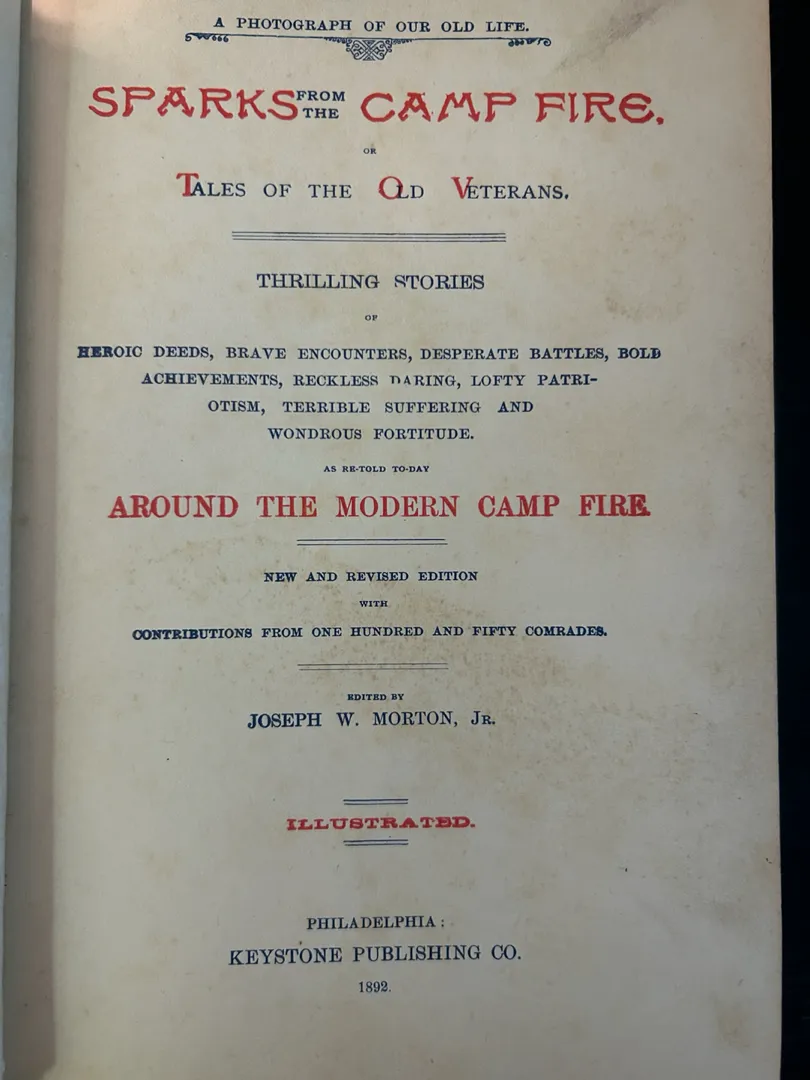 A PHOTOGRAPH OF OUR OLD LIFE.
SPARKS FROM THE CAMP FIRE,
OR
TALES OF THE OLD VETERANS.
THRILLING STORIES
OF
HEROIC DEEDS, BRAVE ENCOUNTERS, DESPERATE BATTLES, BOLD
ACHIEVEMENTS, RECKLESS DARING, LOFTY PATRI-
OTISM, TERRIBLE SUFFERING AND
WONDROUS FORTITUDE.
AS RE-TOLD TO-DAY
AROUND THE MODERN CAMP FIRE.
NEW AND REVISED EDITION
WITH
CONTRIBUTIONS FROM ONE HUNDRED AND FIFTY COMRADES.
EDITED BY
JOSEPH W. MORTON, JR.
ILLUSTRATED.
PHILADELPHIA:
KEYSTONE PUBLISHING CO.
1892.